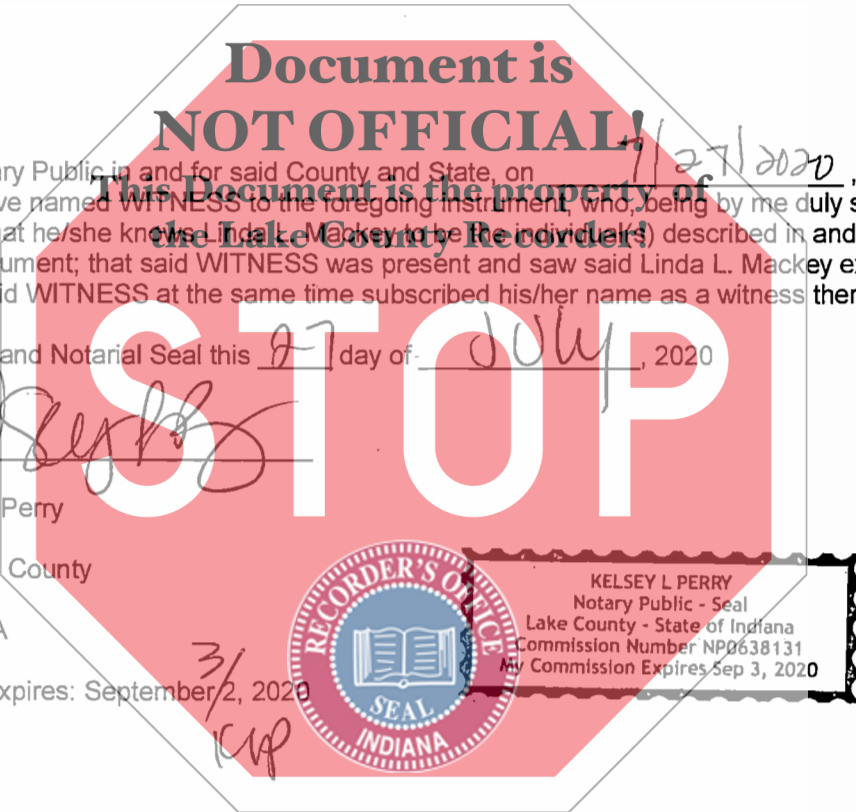 Document is
NOT OFFICIAL!
This Document is the property of
the Lake County Recorder!
ry Public in and for said County and State, on 7/27/2020,
ve named WITNESS to the foregoing instrument, who, being by me duly s
at he/she knows Linda L. Mackey to be the individual(s) described in and
ument; that said WITNESS was present and saw said Linda L. Mackey ex
id WITNESS at the same time subscribed his/her name as a witness ther
and Notarial Seal this 27 day of July, 2020
STOP
Perry
County
A
xpires: September 2, 2020
3/
KLP
RECORDER'S OFFICE
SEAL
INDIANA
KELSEY L PERRY
Notary Public - Seal
Lake County - State of Indiana
Commission Number NP0638131
My Commission Expires Sep 3, 2020